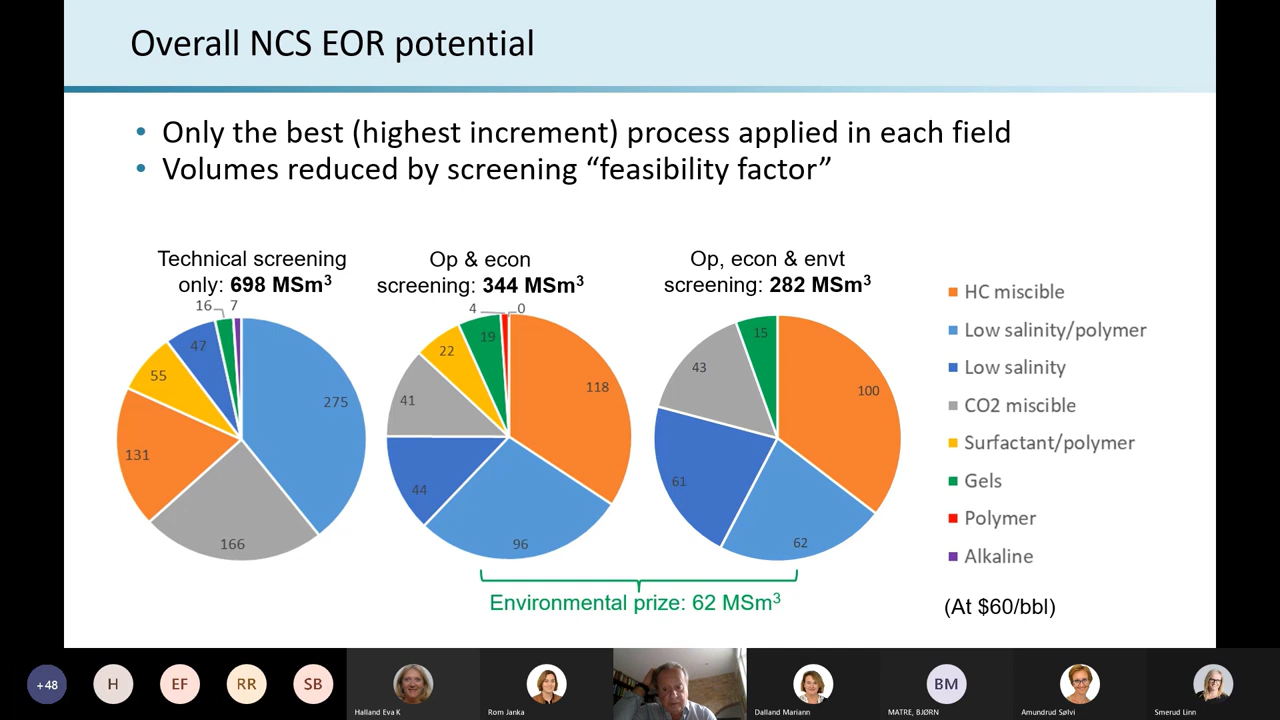 Overall NCS EOR potential
• Only the best (highest increment) process applied in each field
• Volumes reduced by screening “feasibility factor”
Technical screening
only: 698 MSm³
Op & econ
screening: 344 MSm³
Op, econ & envt
screening: 282 MSm³
16
7
47
55
275
131
166
4
0
19
22
118
41
44
96
15
43
100
61
62
HC miscible
Low salinity/polymer
Low salinity
CO2 miscible
Surfactant/polymer
Gels
Polymer
Alkaline
Environmental prize: 62 MSm³
(At $60/bbl)
+48
H
EF
RR
SB
BM
Halland Eva K
Rom Janka
Dalland Mariann
MATRE, BJØRN
Amundrud Sølvi
Smerud Linn